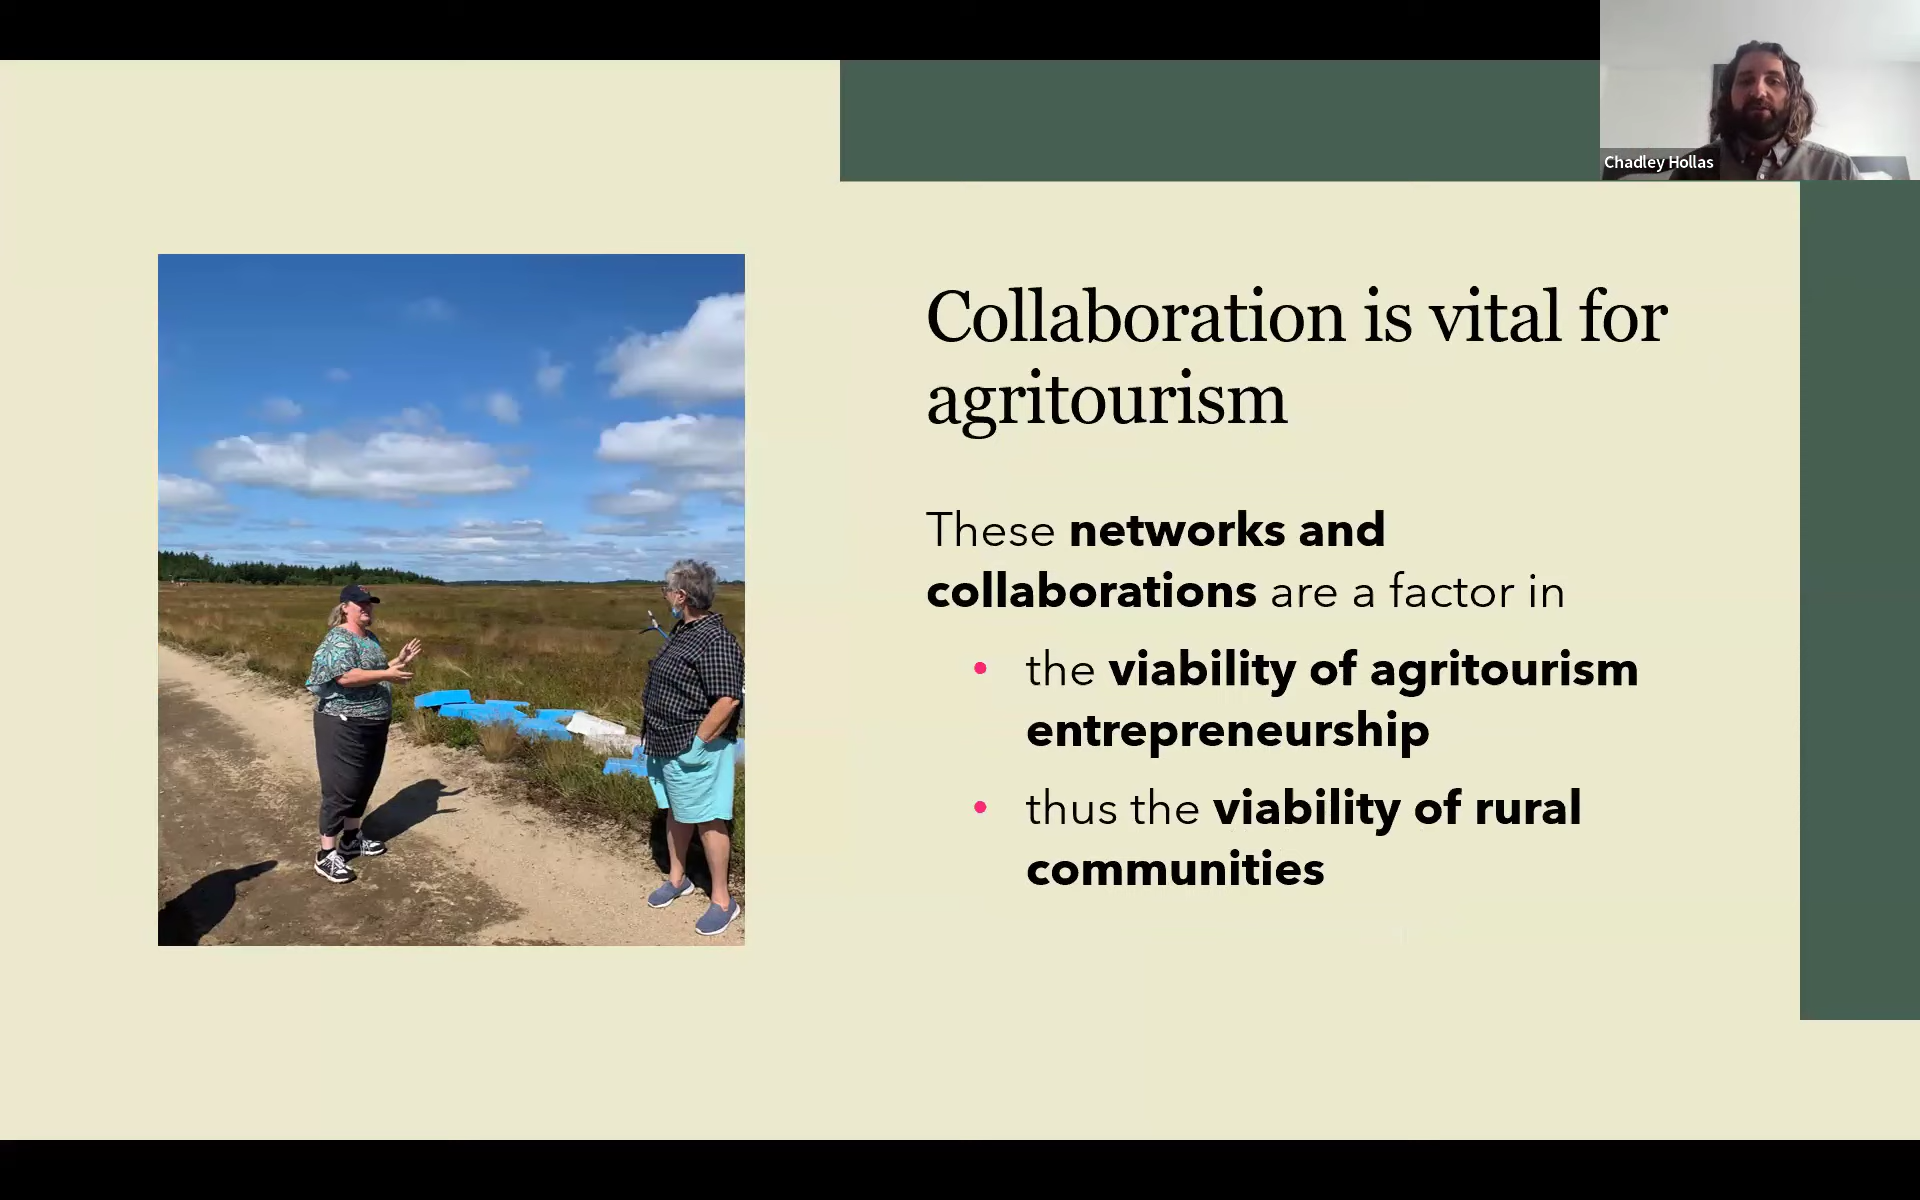 Chadley Hollas
Collaboration is vital for
agritourism
These networks and
collaborations are a factor in
• the viability of agritourism
entrepreneurship
• thus the viability of rural
communities